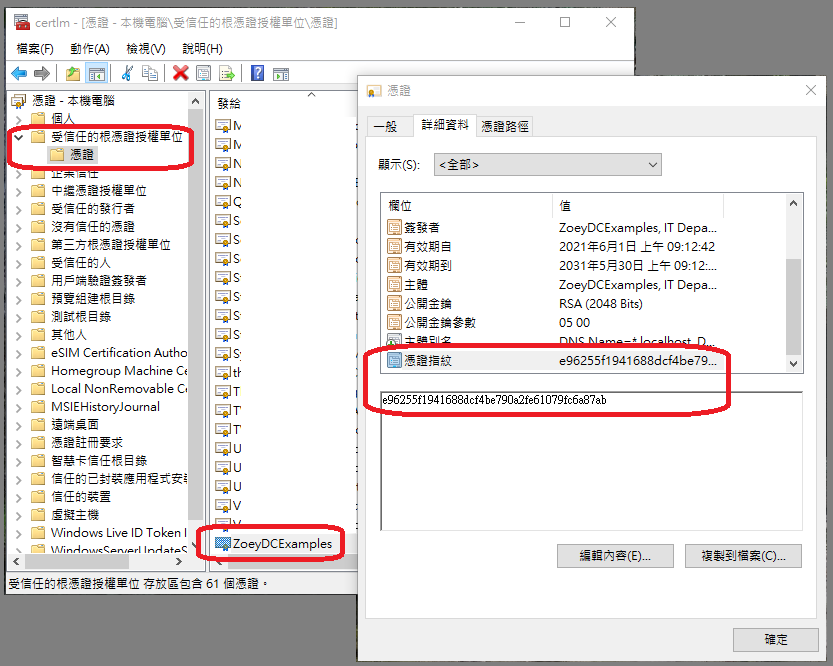 certlm - [憑證 - 本機電腦\受信任的根憑證授權單位\憑證]
檔案(F) 動作(A) 檢視(V) 說明(H)
憑證 - 本機電腦
個人
受信任的根憑證授權單位
憑證
企業信任
中繼憑證授權單位
受信任的發行者
沒有信任的憑證
第三方根憑證授權單位
受信任的人
用戶端驗證簽發者
預覽組建根目錄
測試根目錄
其他人
eSIM Certification Autho
Homegroup Machine Ce
Local NonRemovable C
MSIEHistoryJournal
遠端桌面
憑證註冊要求
智慧卡信任根目錄
信任的已封裝應用程式安裝
信任的裝置
虛擬主機
Windows Live ID Token I
WindowsServerUpdateS
發給
M
M
N
N
Q
S
S
S
S
S
S
S
Sy
th
T
T
T
U
U
U
V
V
ZoeyDCExamples
受信任的根憑證授權單位 存放區包含 61 個憑證。
憑證
一般 詳細資料 憑證路徑
顯示(S): <全部>
欄位 值
簽發者 ZoeyDCExamples, IT Depa...
有效期自 2021年6月1日 上午 09:12:42
有效期到 2031年5月30日 上午 09:12:...
主體 ZoeyDCExamples, IT Depa...
公開金鑰 RSA (2048 Bits)
公開金鑰參數 05 00
主體別名 DNS Name=*.localhost, D...
憑證指紋 e96255f1941688dcf4be79...
e96255f1941688dcf4be790a2fe61079fc6a87ab
編輯內容(E)... 複製到檔案(C)...
確定